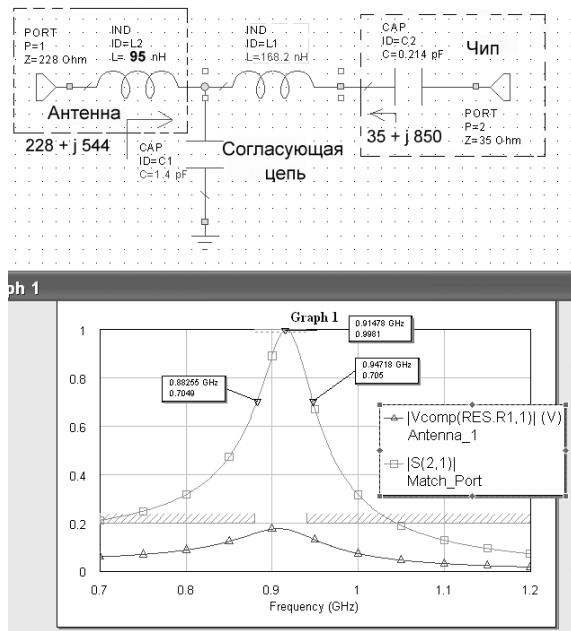 PORT
P=1
Z=228 Ohm
IND
ID=L2
L= 95 nH
IND
ID=L1
L=168.2 nH
CAP
ID=C2
C=0.214 pF
Чип
Антенна
228 + j 544
CAP
ID=C1
C=1.4 pF
Согласующая
цепь
35 + j 850
PORT
P=2
Z=35 Ohm
ph 1
Graph 1
0.91478 GHz
0.9981
0.88255 GHz
0.7049
0.94718 GHz
0.705
|Vcomp(RES.R1,1)| (V)
Antenna_1
|S(2,1)|
Match_Port
1
0.8
0.6
0.4
0.2
0
0.7
0.8
0.9
1
1.1
1.2
Frequency (GHz)